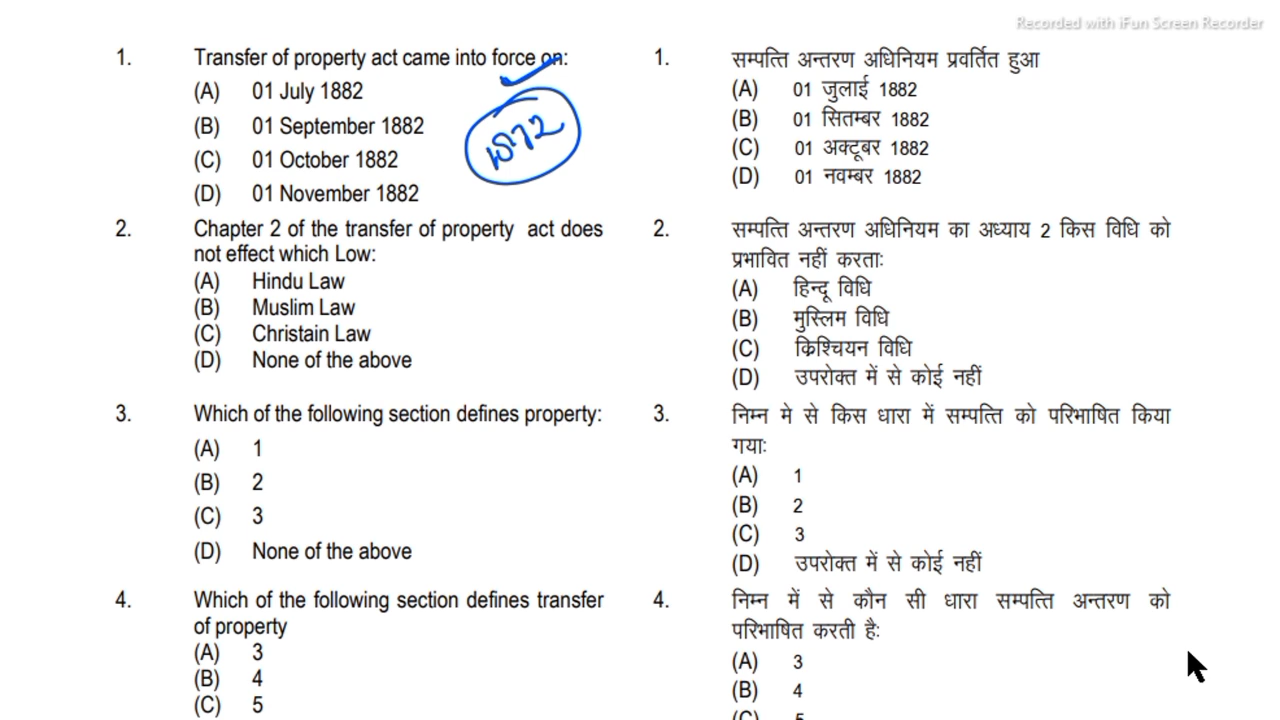 Recorded with iFun Screen Recorder
1. Transfer of property act came into force on:
(A) 01 July 1882
(B) 01 September 1882
(C) 01 October 1882
(D) 01 November 1882
1872
2. Chapter 2 of the transfer of property act does
not effect which Low:
(A) Hindu Law
(B) Muslim Law
(C) Christain Law
(D) None of the above
3. Which of the following section defines property:
(A) 1
(B) 2
(C) 3
(D) None of the above
4. Which of the following section defines transfer
of property
(A) 3
(B) 4
(C) 5
1. सम्पत्ति अन्तरण अधिनियम प्रवर्तित हुआ
(A) 01 जुलाई 1882
(B) 01 सितम्बर 1882
(C) 01 अक्टूबर 1882
(D) 01 नवम्बर 1882
2. सम्पत्ति अन्तरण अधिनियम का अध्याय 2 किस विधि को
प्रभावित नहीं करताः
(A) हिन्दू विधि
(B) मुस्लिम विधि
(C) क्रिश्चियन विधि
(D) उपरोक्त में से कोई नहीं
3. निम्न मे से किस धारा में सम्पत्ति को परिभाषित किया
गयाः
(A) 1
(B) 2
(C) 3
(D) उपरोक्त में से कोई नहीं
4. निम्न में से कौन सी धारा सम्पत्ति अन्तरण को
परिभाषित करती हैः
(A) 3
(B) 4
(C) 5